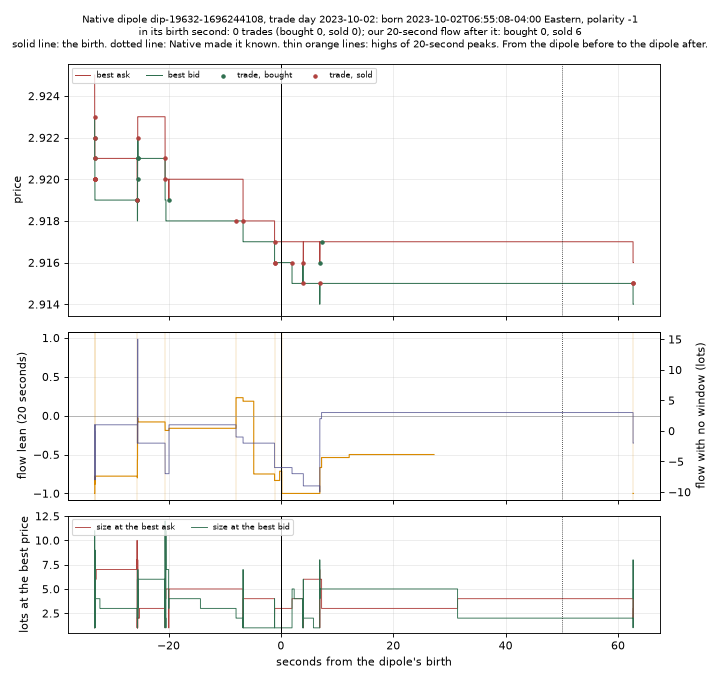 Native dipole dip-19632-1696244108, trade day 2023-10-02: born 2023-10-02T06:55:08-04:00 Eastern, polarity -1
in its birth second: 0 trades (bought 0, sold 0); our 20-second flow after it: bought 0, sold 6
solid line: the birth. dotted line: Native made it known. thin orange lines: highs of 20-second peaks. From the dipole before to the dipole after.
best ask
best bid
trade, bought
trade, sold
2.924
2.922
2.920
2.918
2.916
2.914
price
1.0
0.5
0.0
−0.5
−1.0
flow lean (20 seconds)
15
10
5
0
−5
−10
flow with no window (lots)
size at the best ask
size at the best bid
12.5
10.0
7.5
5.0
2.5
lots at the best price
−20
0
20
40
60
seconds from the dipole's birth